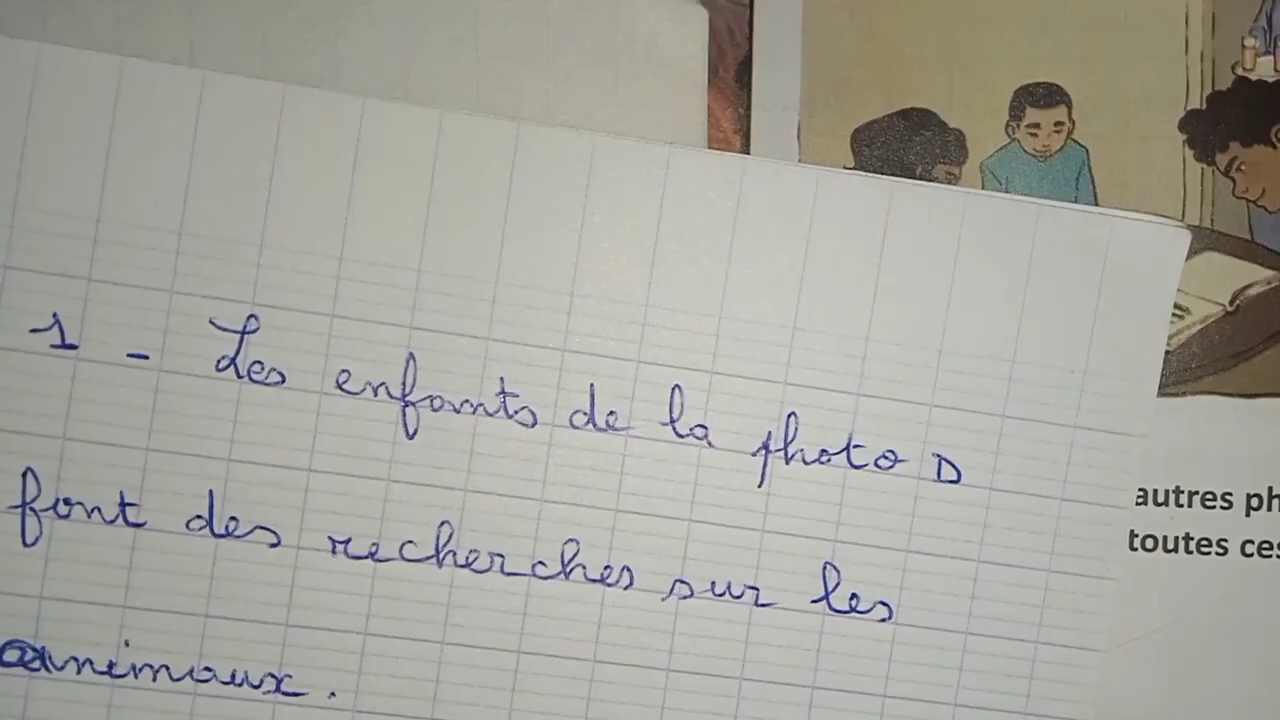 1 - Les enfants de la photo D
font des recherches sur les
animaux.
autres ph
toutes ces